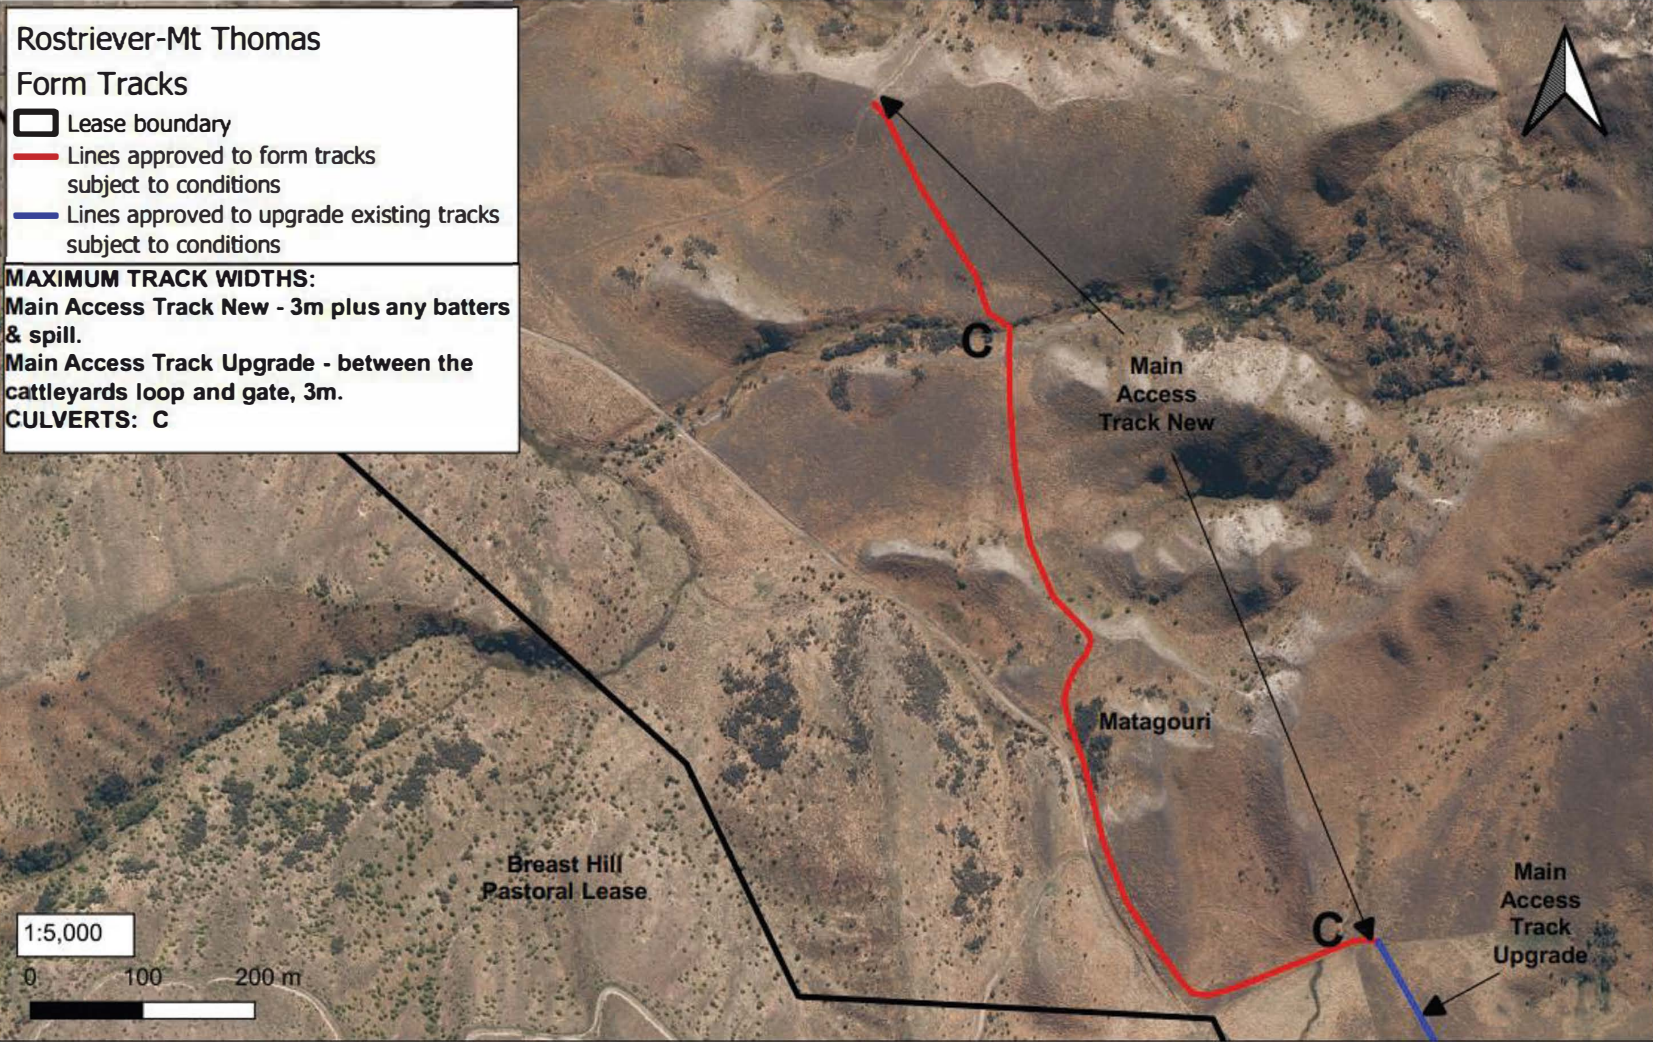 Rostriever-Mt Thomas
Form Tracks
Lease boundary
Lines approved to form tracks
subject to conditions
Lines approved to upgrade existing tracks
subject to conditions
MAXIMUM TRACK WIDTHS:
Main Access Track New - 3m plus any batters
& spill.
Main Access Track Upgrade - between the
cattleyards loop and gate, 3m.
CULVERTS: C
C
Main
Access
Track New
Matagouri
Breast Hill
Pastoral Lease
C
Main
Access
Track
Upgrade
1:5,000
0 100 200 m